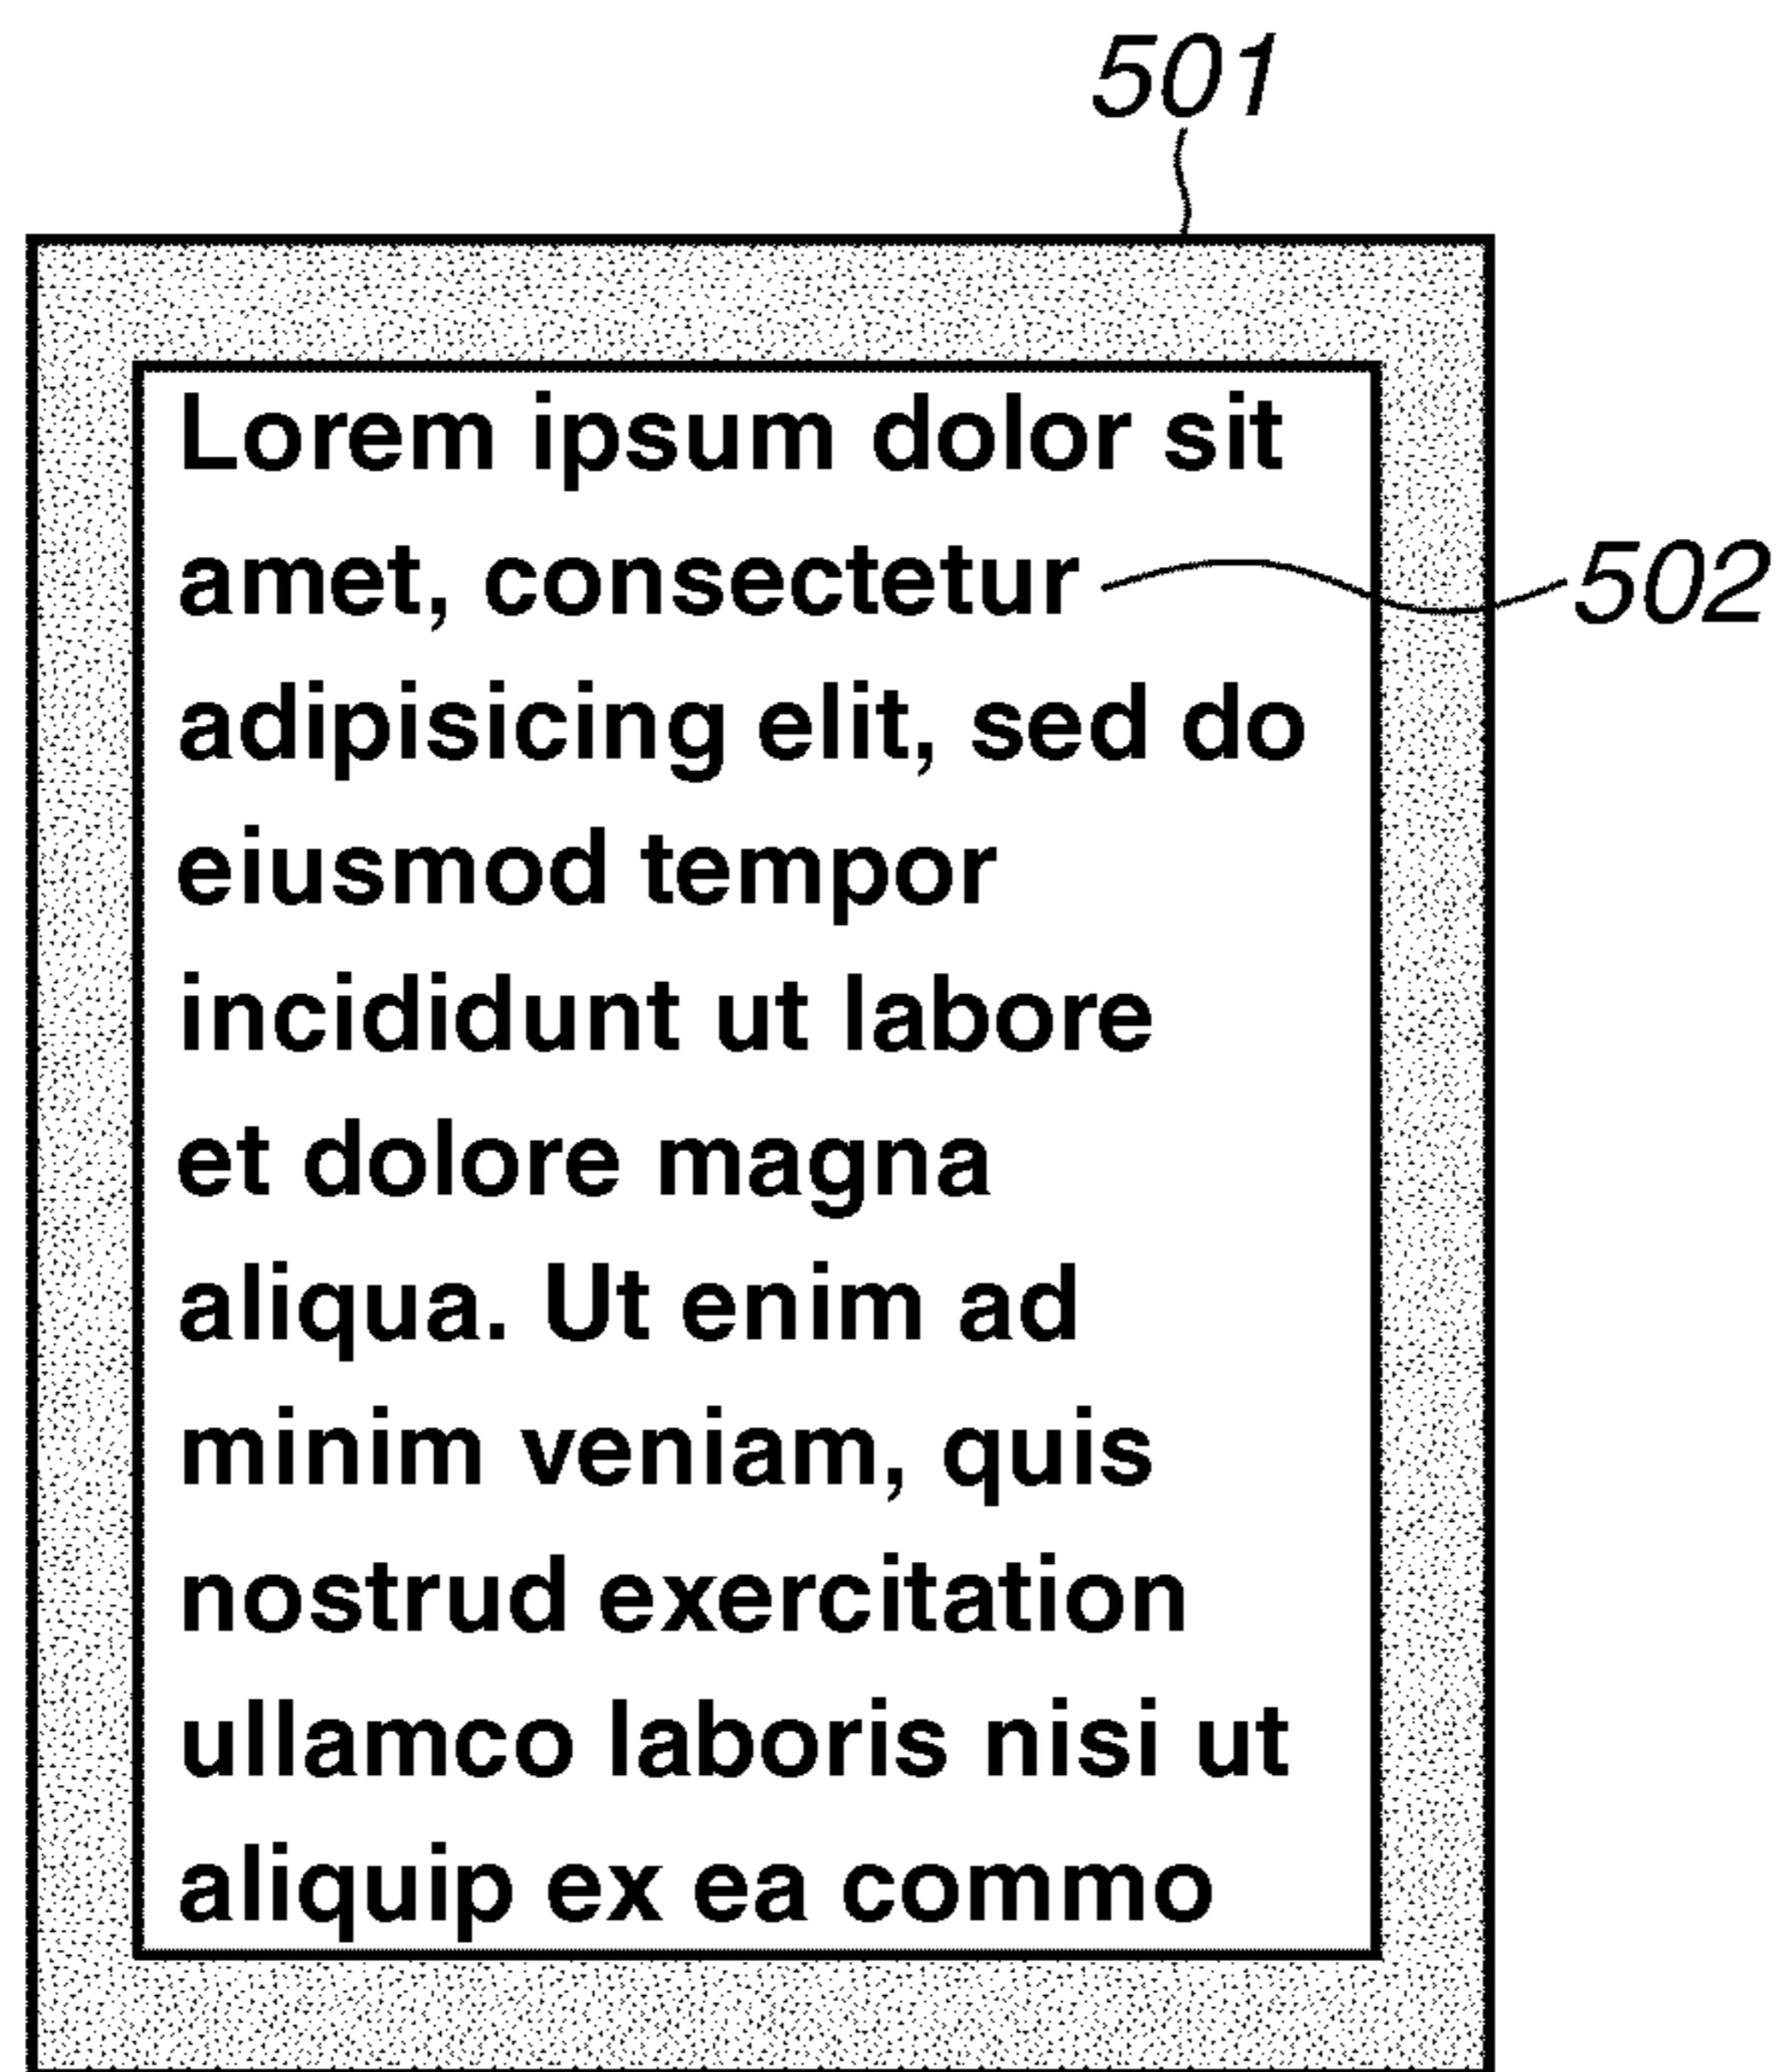 501
Lorem ipsum dolor sit
amet, consectetur
502
adipisicing elit, sed do
eiusmod tempor
incididunt ut labore
et dolore magna
aliqua. Ut enim ad
minim veniam, quis
nostrud exercitation
ullamco laboris nisi ut
aliquip ex ea commo